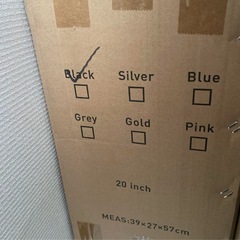 Black Silver Blue
Grey Gold Pink
20 inch
MEAS:39×27×57cm